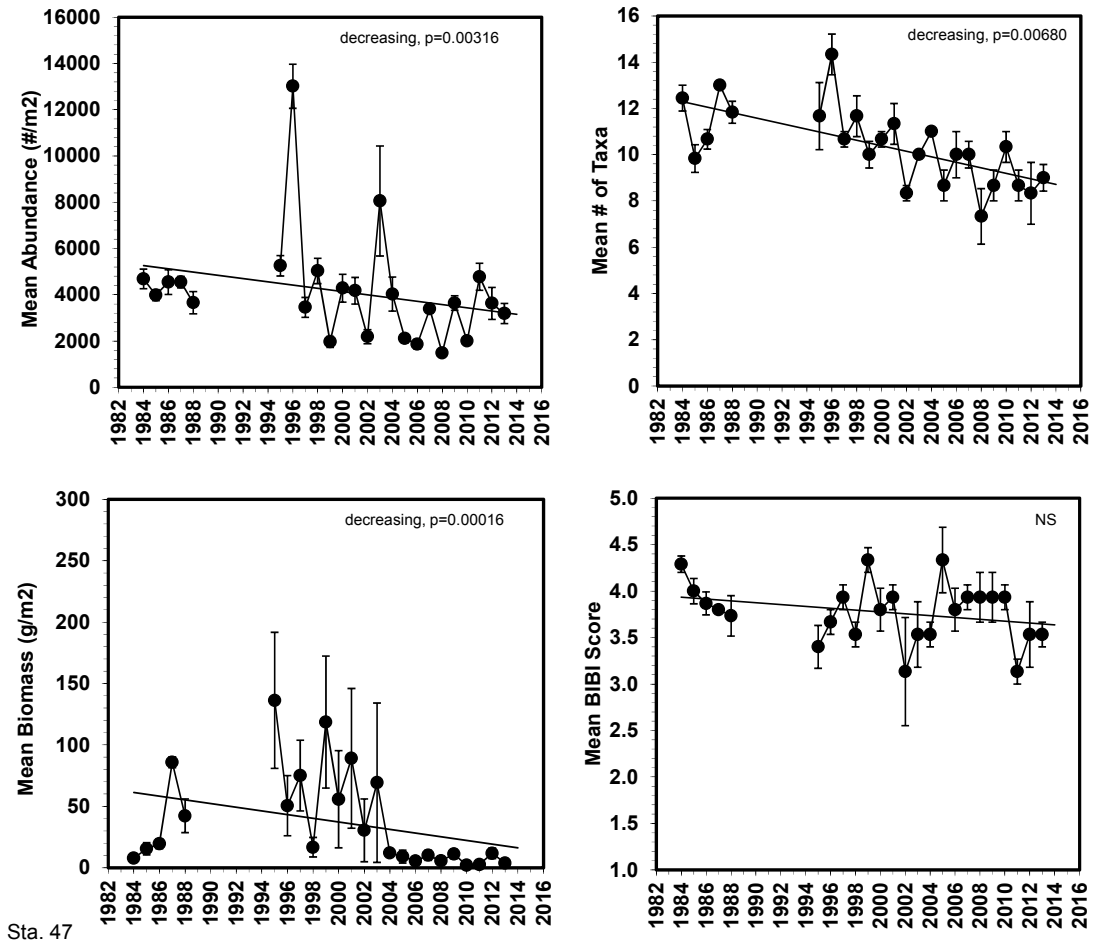 16000
14000
12000
10000
8000
6000
4000
2000
0
Mean Abundance (#/m2)
decreasing, p=0.00316
1982 1984 1986 1988 1990 1992 1994 1996 1998 2000 2002 2004 2006 2008 2010 2012 2014 2016
16
14
12
10
8
6
4
2
0
Mean # of Taxa
decreasing, p=0.00680
1982 1984 1986 1988 1990 1992 1994 1996 1998 2000 2002 2004 2006 2008 2010 2012 2014 2016
300
250
200
150
100
50
0
Mean Biomass (g/m2)
decreasing, p=0.00016
1982 1984 1986 1988 1990 1992 1994 1996 1998 2000 2002 2004 2006 2008 2010 2012 2014 2016
5.0
4.5
4.0
3.5
3.0
2.5
2.0
1.5
1.0
Mean BIBI Score
NS
1982 1984 1986 1988 1990 1992 1994 1996 1998 2000 2002 2004 2006 2008 2010 2012 2014 2016
Sta. 47